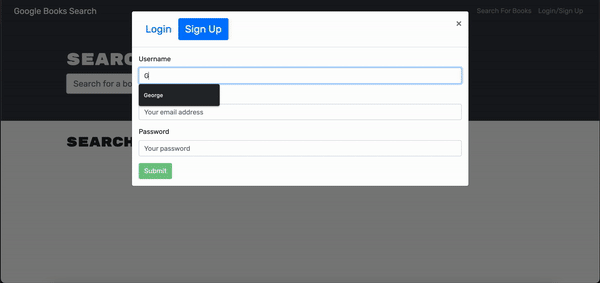 Google Books Search
Search For Books Login/Sign Up
Login Sign Up
×
SEARC
Search for a bo
Username
G
George
Your email address
Password
Your password
SEARCH
Submit